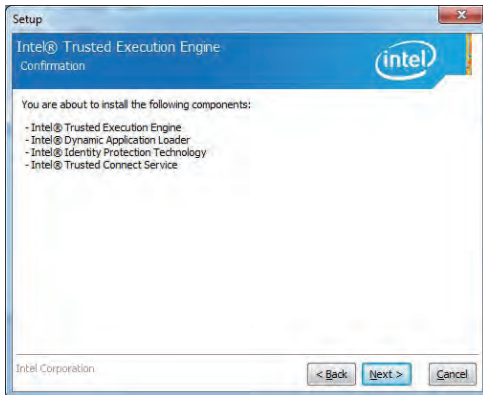 Setup
Intel® Trusted Execution Engine
Confirmation
intel
You are about to install the following components:
- Intel® Trusted Execution Engine
- Intel® Dynamic Application Loader
- Intel® Identity Protection Technology
- Intel® Trusted Connect Service
Intel Corporation
< Back Next > Cancel